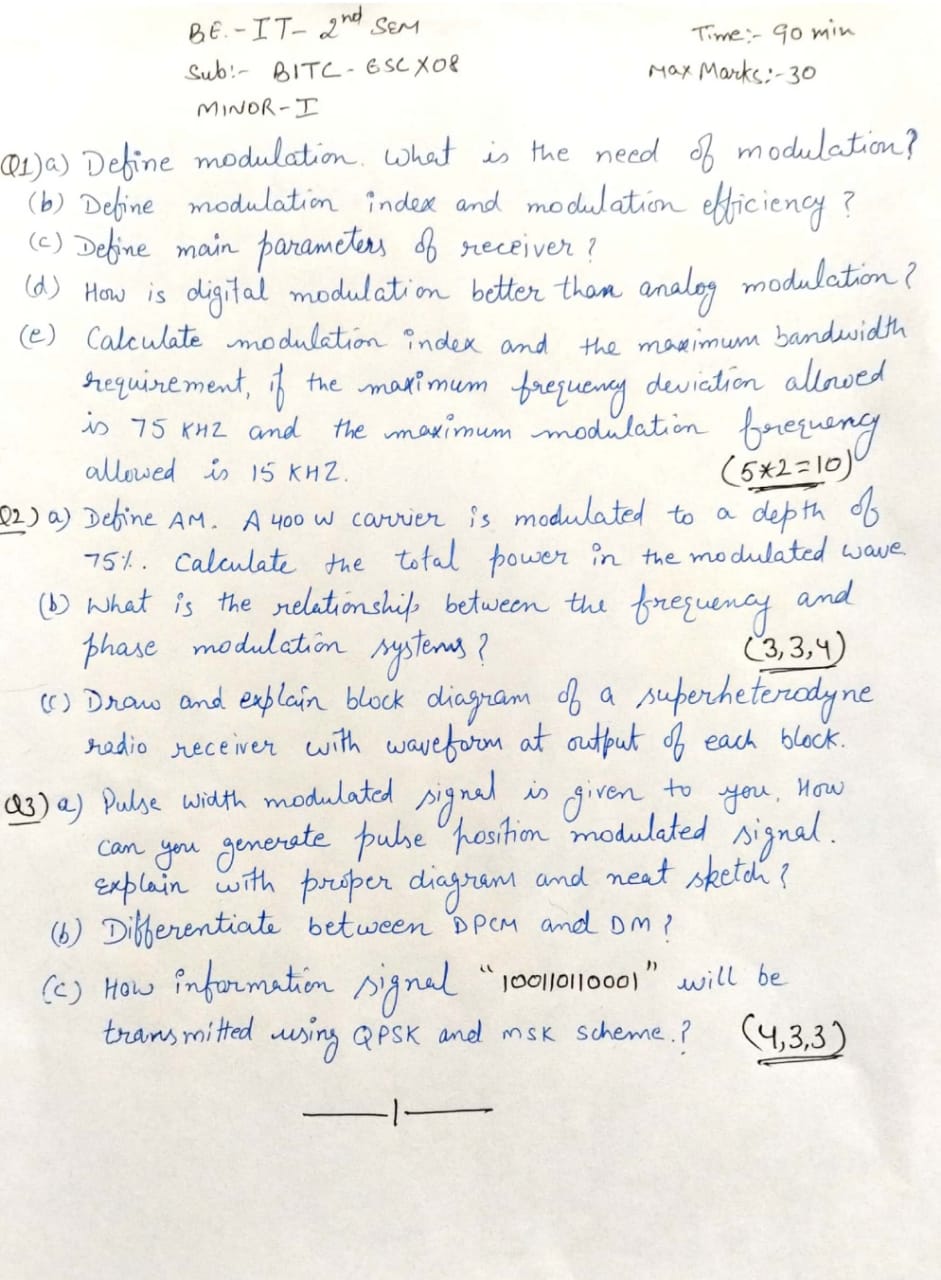 BE.-IT- 2nd SEM
Time:- 90 min
Sub:- BITC-ESCX08
Max Marks:-30
MINOR-I
Q1)a) Define modulation. What is the need of modulation?
(b) Define modulation index and modulation efficiency?
(c) Define main parameters of receiver?
(d) How is digital modulation better than analog modulation?
(e) Calculate modulation index and the maximum bandwidth
requirement, if the maximum frequency deviation allowed
is 75 KHZ and the maximum modulation frequency
allowed is 15 KHZ. (5*2=10)
Q2) a) Define AM. A 400 W carrier is modulated to a depth of
75%. Calculate the total power in the modulated wave.
(b) What is the relationship between the frequency and
phase modulation systems? (3,3,4)
(c) Draw and explain block diagram of a superheterodyne
radio receiver with waveform at output of each block.
Q3) a) Pulse width modulated signal is given to you. How
can you generate pulse position modulated signal.
Explain with proper diagram and neat sketch?
(b) Differentiate between DPCM and DM?
(c) How information signal "100110110001" will be
transmitted using QPSK and MSK scheme.? (4,3,3)